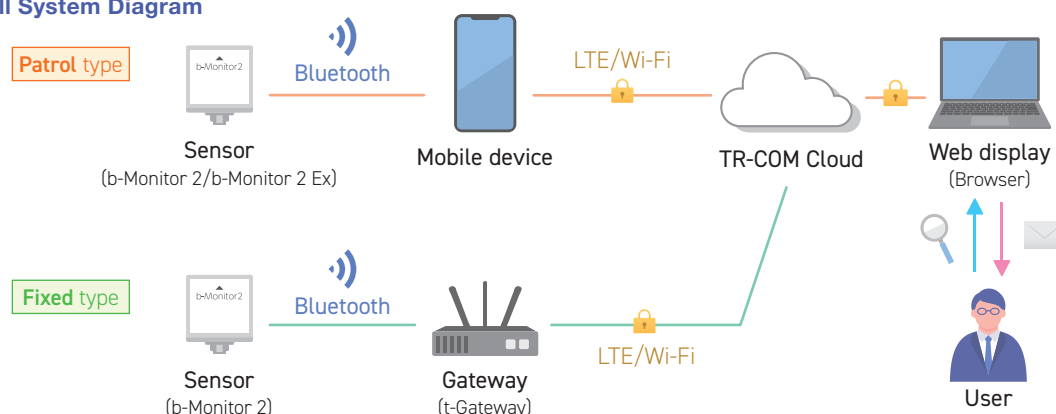 System Diagram
Patrol type
b-Monitor2
Bluetooth
LTE/Wi-Fi
Sensor
(b-Monitor 2/b-Monitor 2 Ex)
Mobile device
TR-COM Cloud
Web display
(Browser)
Fixed type
b-Monitor2
Bluetooth
LTE/Wi-Fi
Sensor
(b-Monitor 2)
Gateway
(t-Gateway)
User